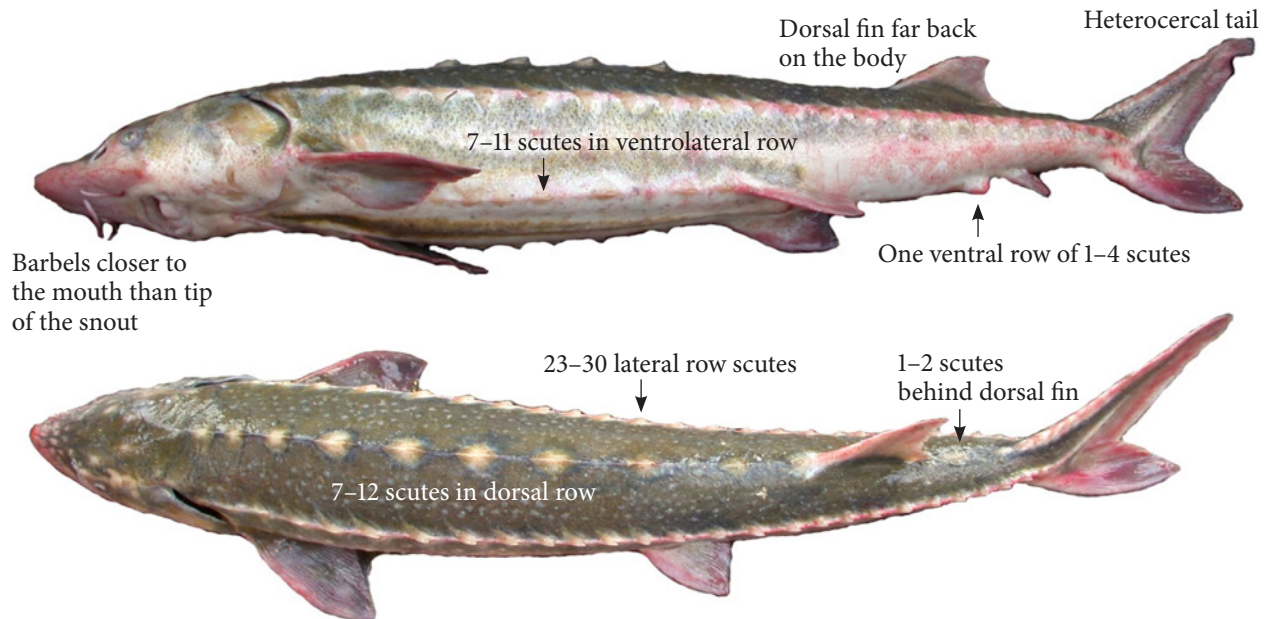 Dorsal fin far back
on the body
Heterocercal tail
7–11 scutes in ventrolateral row
One ventral row of 1–4 scutes
Barbels closer to
the mouth than tip
of the snout
23–30 lateral row scutes
1–2 scutes
behind dorsal fin
7–12 scutes in dorsal row